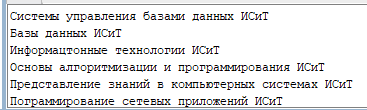 Системы управления базами данных ИСиТ
Базы данных ИСиТ
Информацтонные технологии ИСиТ
Основы алгоритмизации и программирования ИСиТ
Представление знаний в компьютерных системах ИСиТ
Пограммирование сетевых приложений ИСиТ